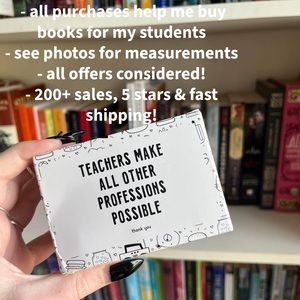 - all purchases help me buy
books for my students
- see photos for measurements
- all offers considered!
- 200+ sales, 5 stars & fast
shipping!
TEACHERS MAKE
ALL OTHER
PROFESSIONS
POSSIBLE
thank you